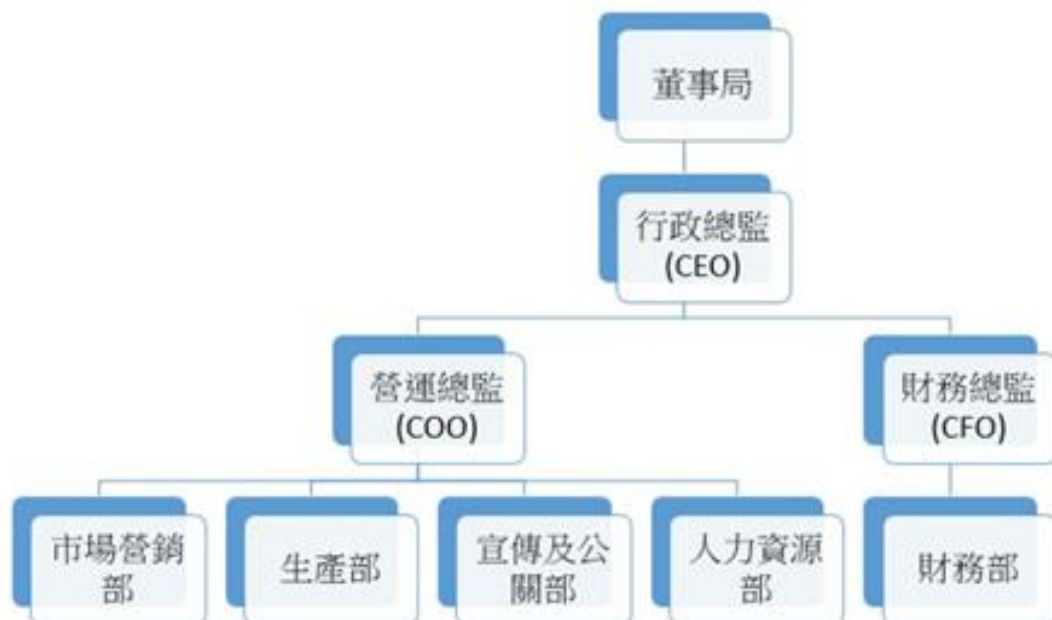 董事局
行政總監
(CEO)
營運總監
(COO)
財務總監
(CFO)
市場營銷
部
生產部
宣傳及公
關部
人力資源
部
財務部